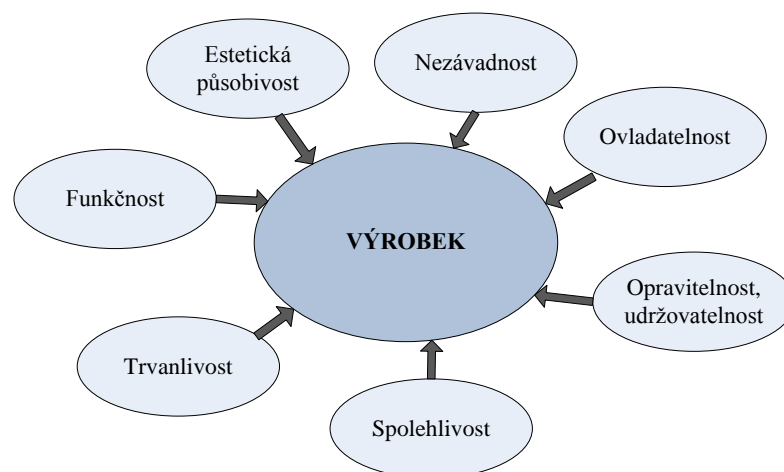 Estetická
působivost
Nezávadnost
Ovladatelnost
Funkčnost
VÝROBEK
Opravitelnost,
udržovatelnost
Trvanlivost
Spolehlivost